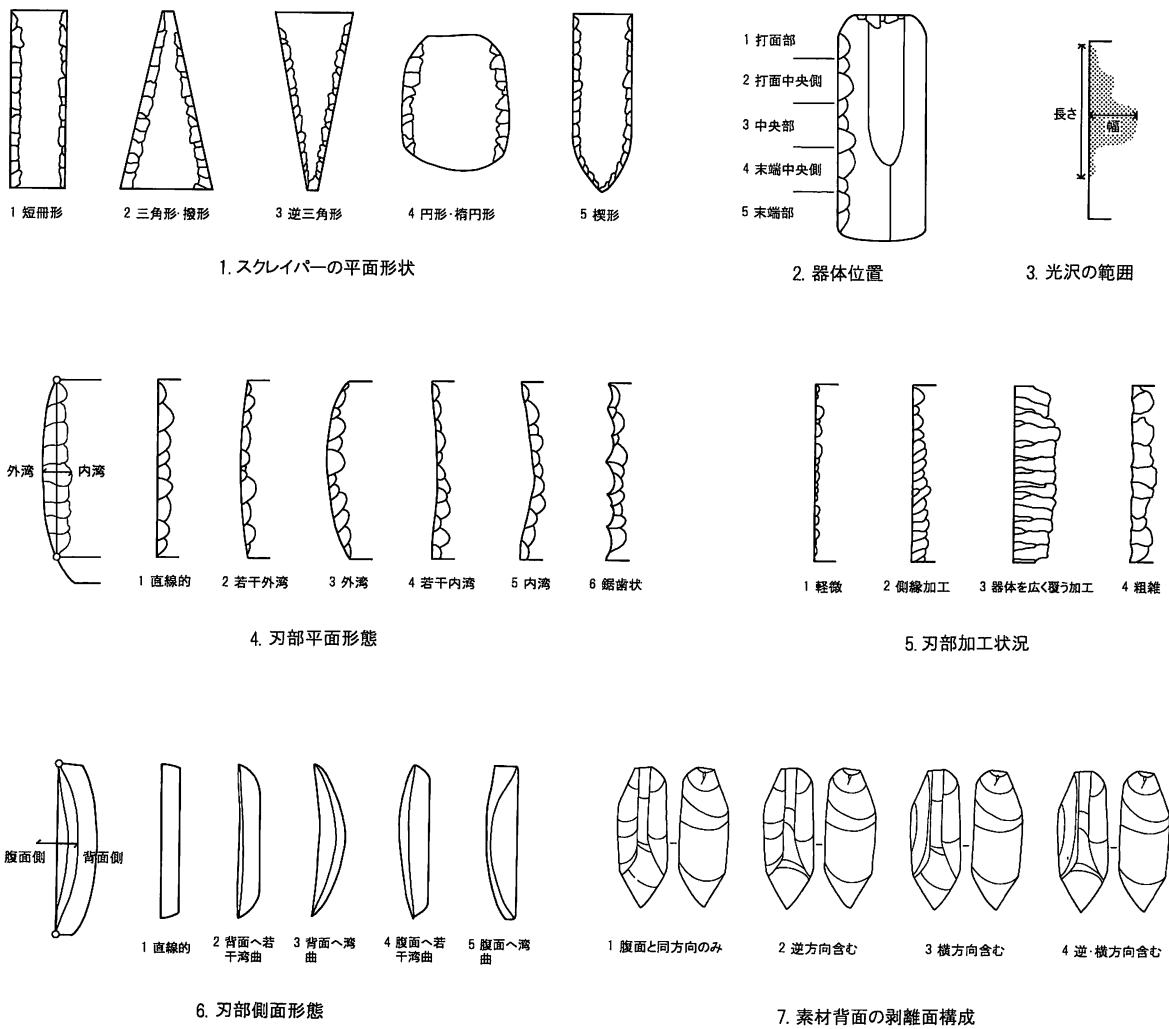 1 短冊形
2 三角形・撥形
3 逆三角形
4 円形・楕円形
5 楔形
1. スクレイパーの平面形状
1 打面部
2 打面中央側
3 中央部
4 末端中央側
5 末端部
2. 器体位置
長さ
幅
3. 光沢の範囲
外湾
内湾
1 直線的
2 若干外湾
3 外湾
4 若干内湾
5 内湾
6 鋸歯状
4. 刃部平面形態
1 軽微
2 側縁加工
3 器体を広く覆う加工
4 粗雑
5. 刃部加工状況
腹面側
背面側
1 直線的
2 背面へ若
干湾曲
3 背面へ湾
曲
4 腹面へ若
干湾曲
5 腹面へ湾
曲
6. 刃部側面形態
1 腹面と同方向のみ
2 逆方向含む
3 横方向含む
4 逆・横方向含む
7. 素材背面の剥離面構成